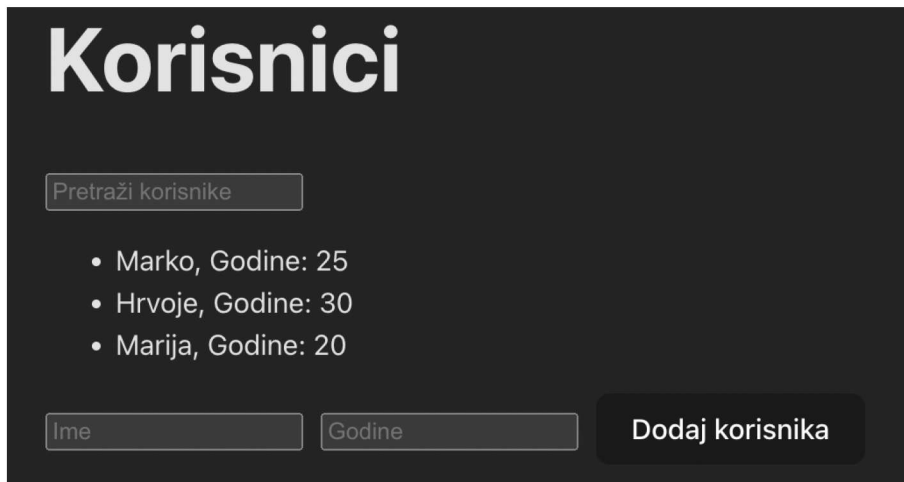 Korisnici
Pretraži korisnike
• Marko, Godine: 25
• Hrvoje, Godine: 30
• Marija, Godine: 20
Ime Godine Dodaj korisnika